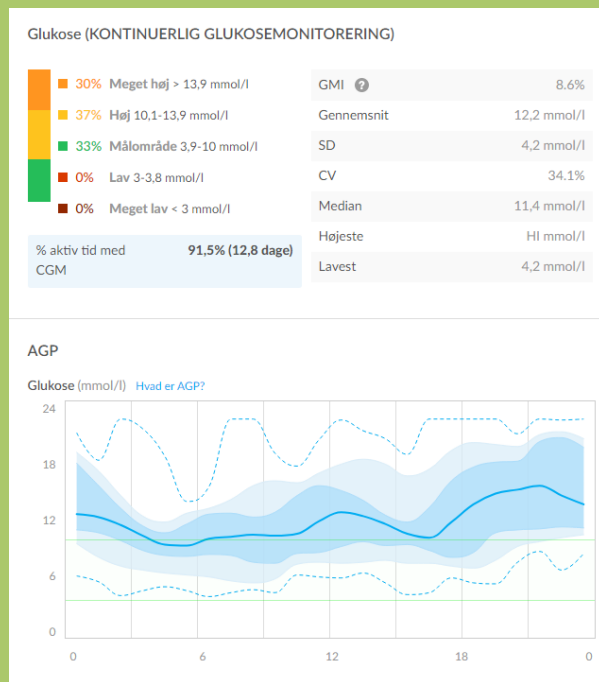 Glukose (KONTINUERLIG GLUKOSEMONITORERING)
30% Meget høj > 13,9 mmol/l
37% Høj 10,1-13,9 mmol/l
33% Målområde 3,9-10 mmol/l
0% Lav 3-3,8 mmol/l
0% Meget lav < 3 mmol/l
% aktiv tid med CGM 91,5% (12,8 dage)
GMI ? 8.6%
Gennemsnit 12,2 mmol/l
SD 4,2 mmol/l
CV 34.1%
Median 11,4 mmol/l
Højeste HI mmol/l
Lavest 4,2 mmol/l
AGP
Glukose (mmol/l) Hvad er AGP?
24
18
12
6
0
0 6 12 18 0